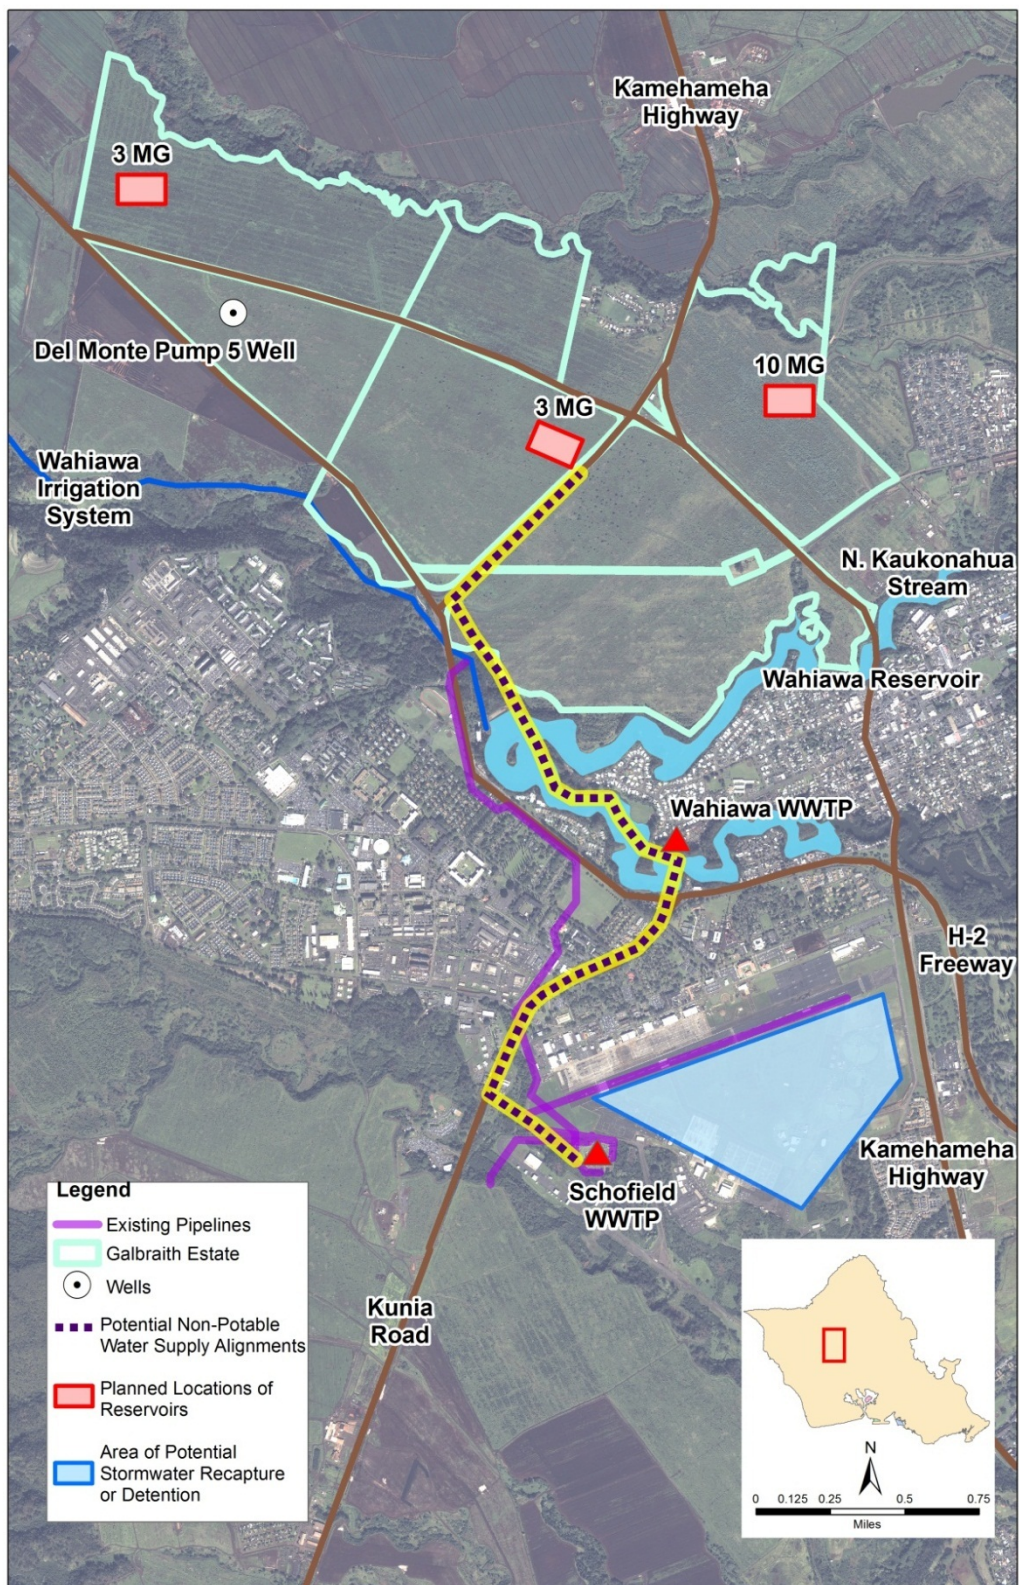 Kamehameha
Highway
3 MG
Del Monte Pump 5 Well
10 MG
3 MG
Wahiawa
Irrigation
System
N. Kaukonahua
Stream
Wahiawa Reservoir
Wahiawa WWTP
H-2
Freeway
Kamehameha
Highway
Schofield
WWTP
Kunia
Road
Legend
Existing Pipelines
Galbraith Estate
Wells
Potential Non-Potable
Water Supply Alignments
Planned Locations of
Reservoirs
Area of Potential
Stormwater Recapture
or Detention
N
0 0.125 0.25 0.5 0.75
Miles